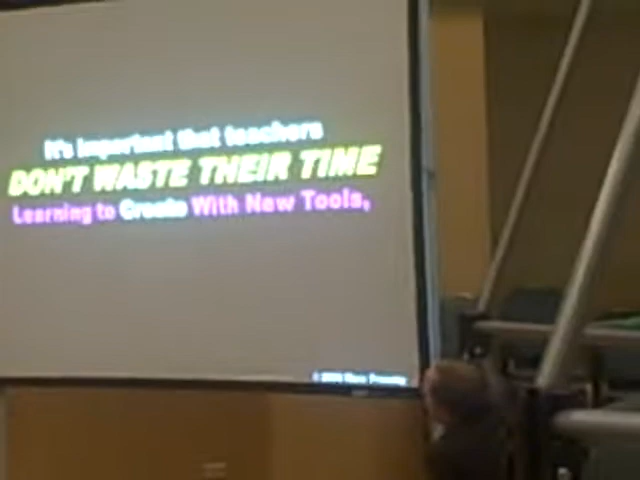 It's important that teachers
DON'T WASTE THEIR TIME
Learning to Create With New Tools,